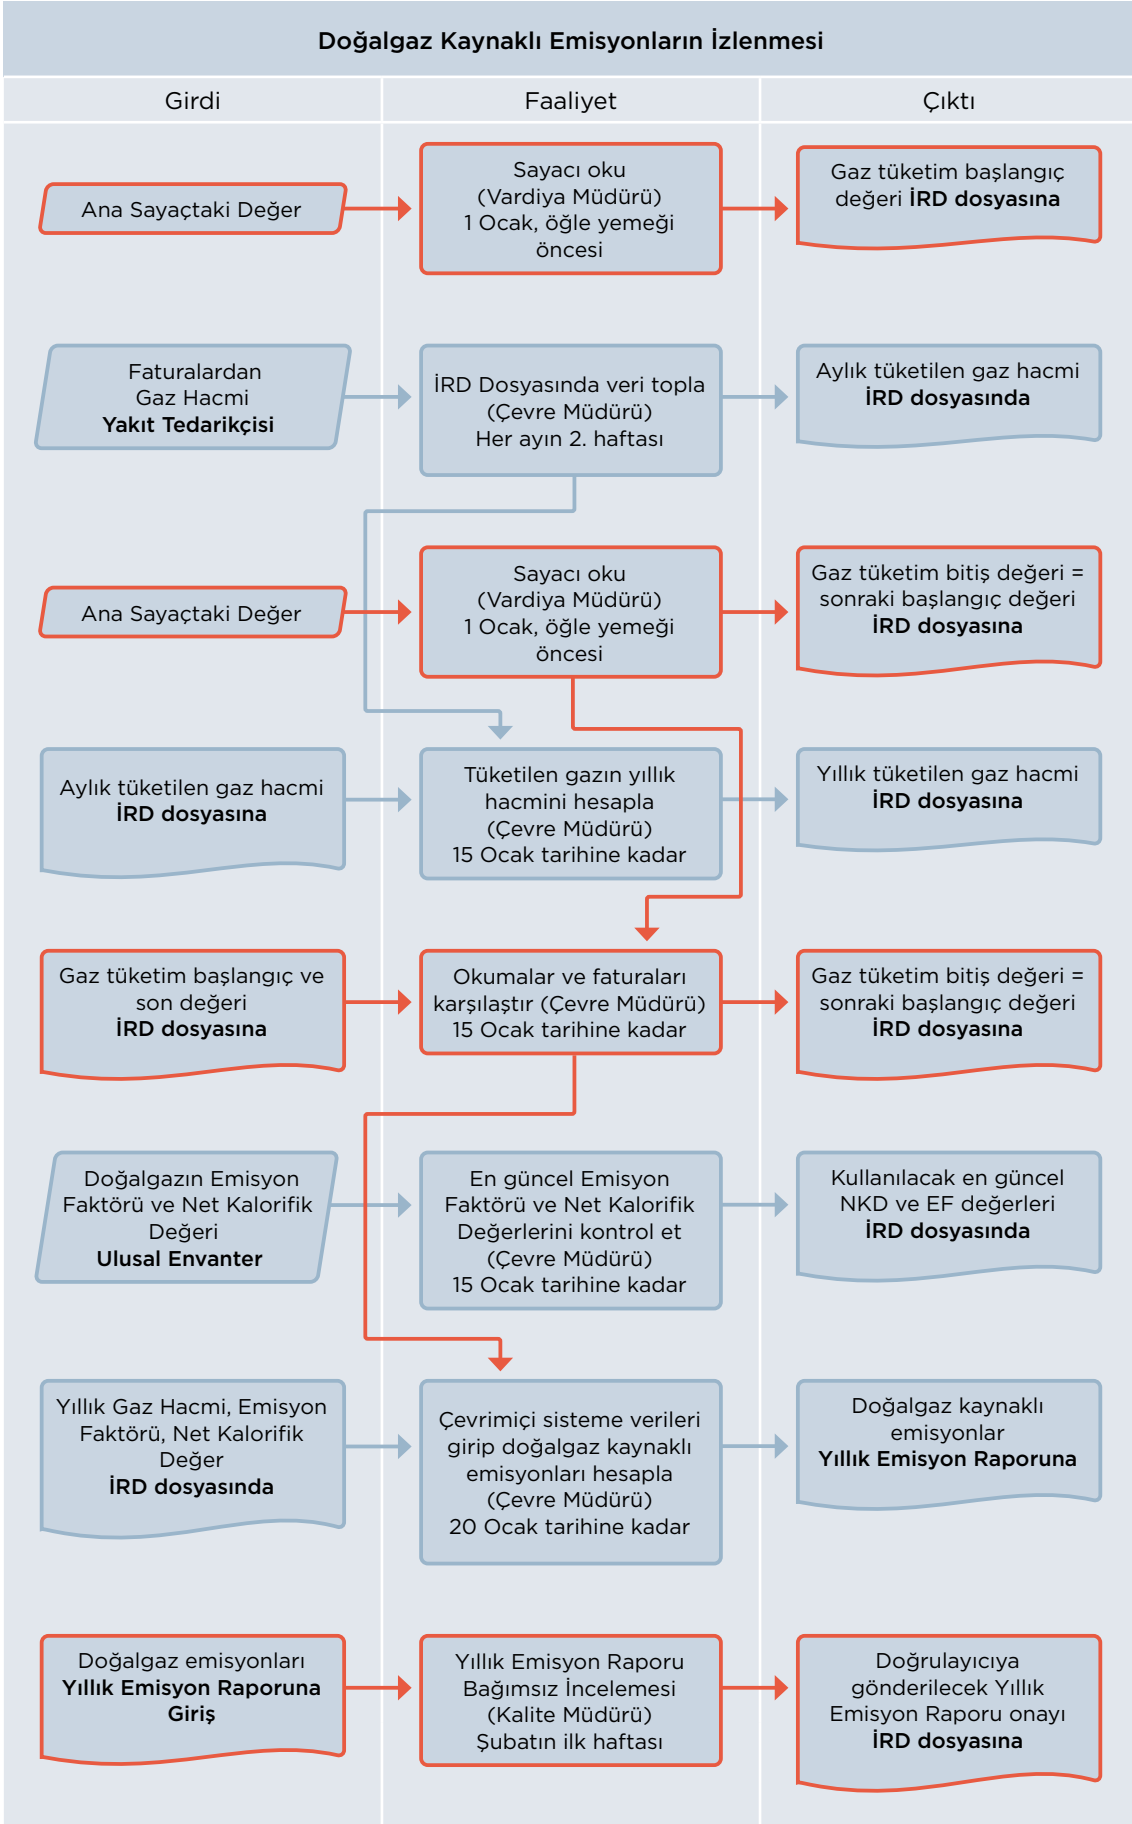 Doğalgaz Kaynaklı Emisyonların İzlenmesi
Girdi
Faaliyet
Çıktı
Ana Sayaçtaki Değer
Sayacı oku
(Vardiya Müdürü)
1 Ocak, öğle yemeği
öncesi
Gaz tüketim başlangıç
değeri İRD dosyasına
Faturalardan
Gaz Hacmi
Yakıt Tedarikçisi
İRD Dosyasında veri topla
(Çevre Müdürü)
Her ayın 2. haftası
Aylık tüketilen gaz hacmi
İRD dosyasında
Ana Sayaçtaki Değer
Sayacı oku
(Vardiya Müdürü)
1 Ocak, öğle yemeği
öncesi
Gaz tüketim bitiş değeri =
sonraki başlangıç değeri
İRD dosyasına
Aylık tüketilen gaz hacmi
İRD dosyasına
Tüketilen gazın yıllık
hacmini hesapla
(Çevre Müdürü)
15 Ocak tarihine kadar
Yıllık tüketilen gaz hacmi
İRD dosyasına
Gaz tüketim başlangıç ve
son değeri
İRD dosyasına
Okumalar ve faturaları
karşılaştır (Çevre Müdürü)
15 Ocak tarihine kadar
Gaz tüketim bitiş değeri =
sonraki başlangıç değeri
İRD dosyasına
Doğalgazın Emisyon
Faktörü ve Net Kalorifik
Değeri
Ulusal Envanter
En güncel Emisyon
Faktörü ve Net Kalorifik
Değerlerini kontrol et
(Çevre Müdürü)
15 Ocak tarihine kadar
Kullanılacak en güncel
NKD ve EF değerleri
İRD dosyasında
Yıllık Gaz Hacmi, Emisyon
Faktörü, Net Kalorifik
Değer
İRD dosyasında
Çevrimiçi sisteme verileri
girip doğalgaz kaynaklı
emisyonları hesapla
(Çevre Müdürü)
20 Ocak tarihine kadar
Doğalgaz kaynaklı
emisyonlar
Yıllık Emisyon Raporuna
Doğalgaz emisyonları
Yıllık Emisyon Raporuna
Giriş
Yıllık Emisyon Raporu
Bağımsız İncelemesi
(Kalite Müdürü)
Şubatın ilk haftası
Doğrulayıcıya
gönderilecek Yıllık
Emisyon Raporu onayı
İRD dosyasına